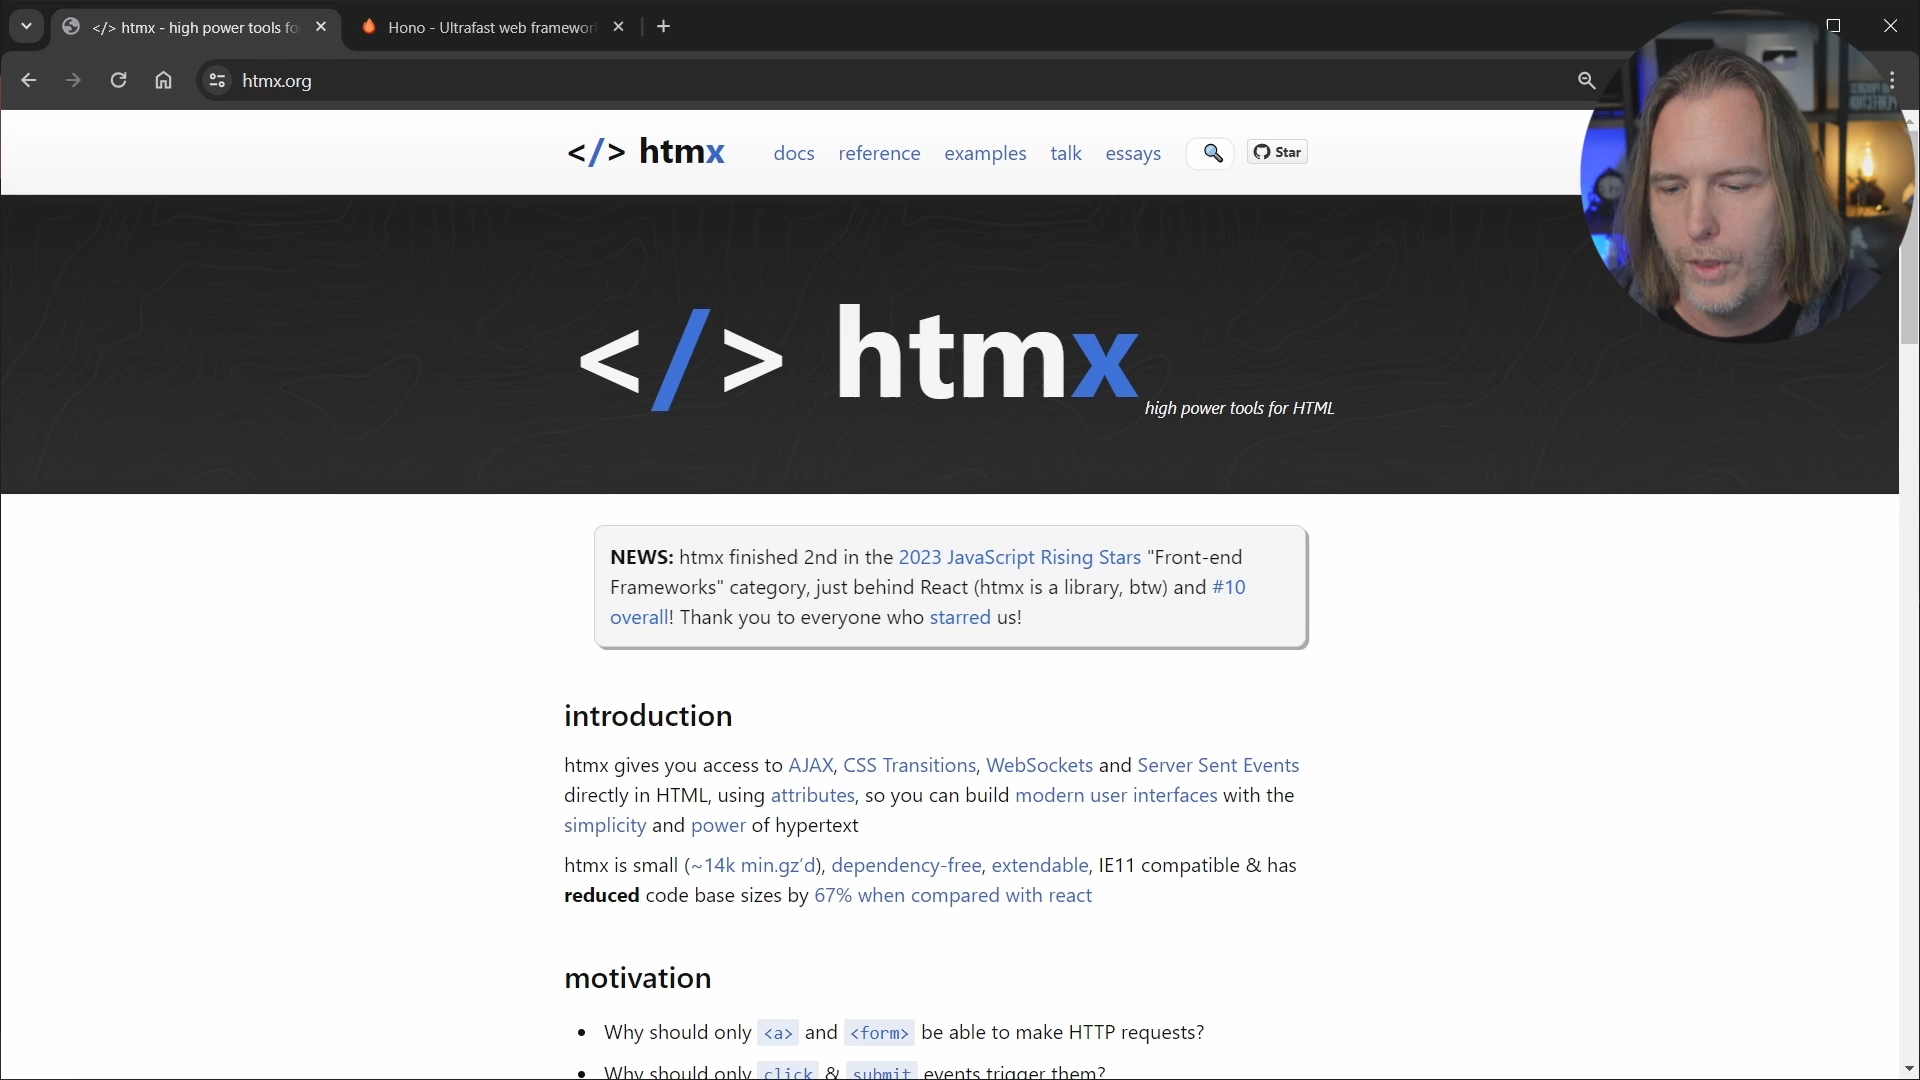 </> htmx - high power tools fo
Hono - Ultrafast web framewor
htmx.org
</> htmx
docs
reference
examples
talk
essays
Star
</> htmx
high power tools for HTML
NEWS: htmx finished 2nd in the 2023 JavaScript Rising Stars "Front-end
Frameworks" category, just behind React (htmx is a library, btw) and #10
overall! Thank you to everyone who starred us!
introduction
htmx gives you access to AJAX, CSS Transitions, WebSockets and Server Sent Events
directly in HTML, using attributes, so you can build modern user interfaces with the
simplicity and power of hypertext
htmx is small (~14k min.gz’d), dependency-free, extendable, IE11 compatible & has
reduced code base sizes by 67% when compared with react
motivation
• Why should only <a> and <form> be able to make HTTP requests?
• Why should only click & submit events trigger them?